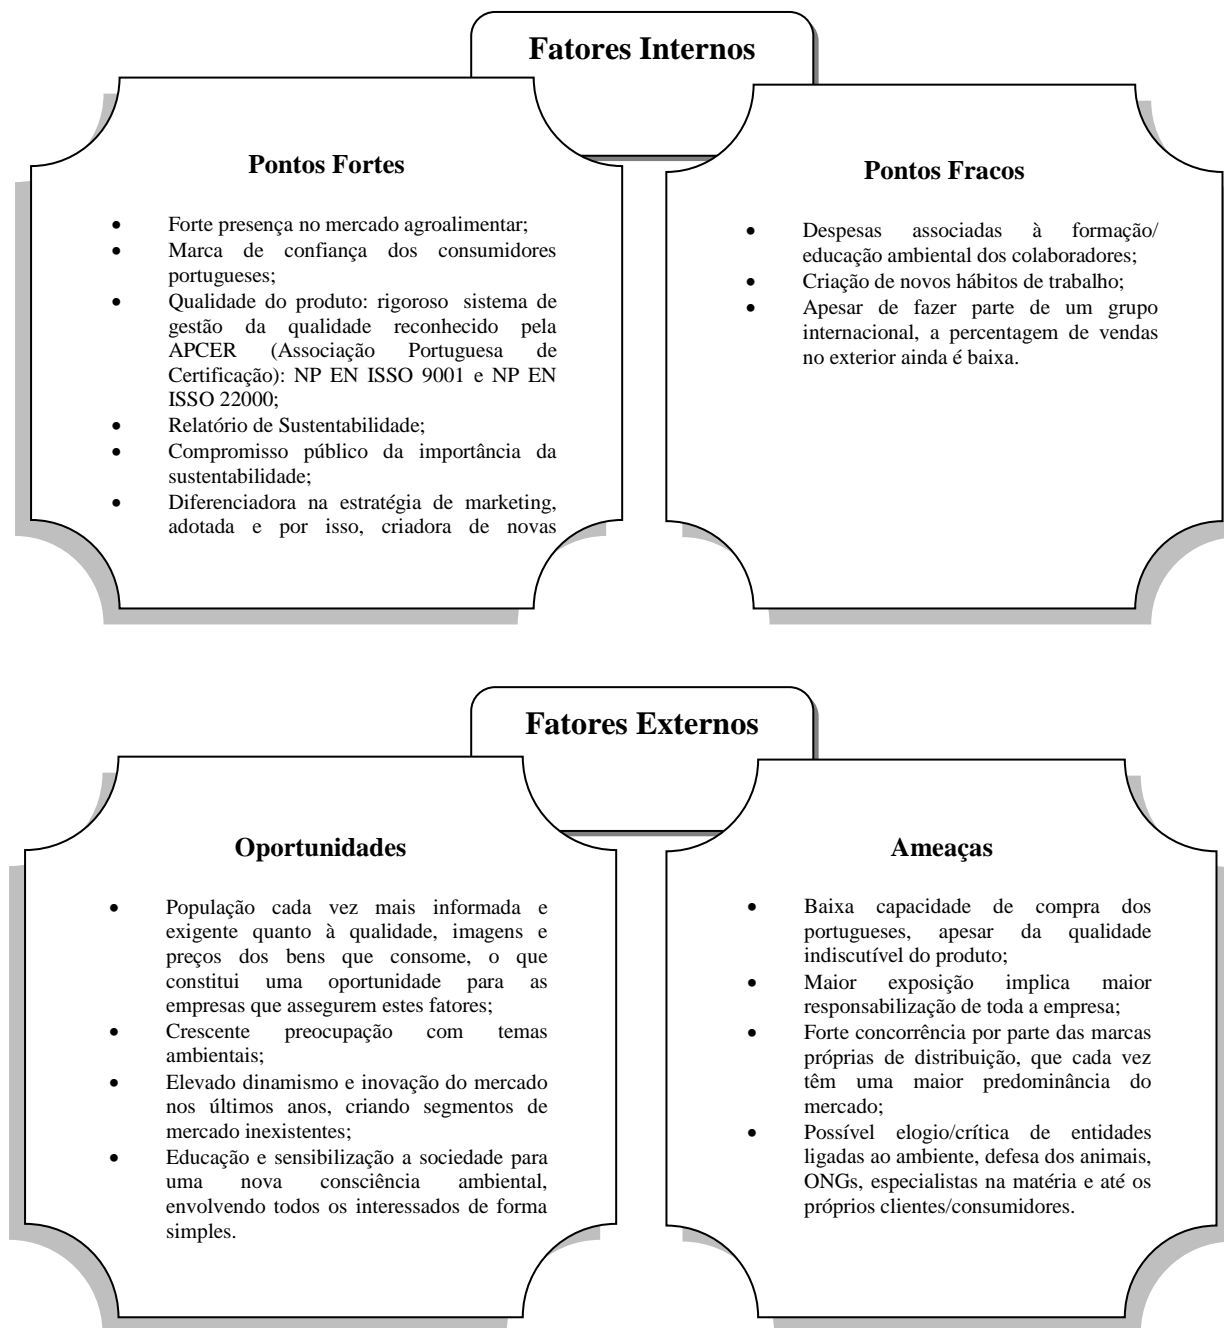 Fatores Internos
Pontos Fortes
• Forte presença no mercado agroalimentar;
• Marca de confiança dos consumidores
portugueses;
• Qualidade do produto: rigoroso sistema de
gestão da qualidade reconhecido pela
APCER (Associação Portuguesa de
Certificação): NP EN ISSO 9001 e NP EN
ISSO 22000;
• Relatório de Sustentabilidade;
• Compromisso público da importância da
sustentabilidade;
• Diferenciadora na estratégia de marketing,
adotada e por isso, criadora de novas
Pontos Fracos
• Despesas associadas à formação/
educação ambiental dos colaboradores;
• Criação de novos hábitos de trabalho;
• Apesar de fazer parte de um grupo
internacional, a percentagem de vendas
no exterior ainda é baixa.
Fatores Externos
Oportunidades
• População cada vez mais informada e
exigente quanto à qualidade, imagens e
preços dos bens que consome, o que
constitui uma oportunidade para as
empresas que assegurem estes fatores;
• Crescente preocupação com temas
ambientais;
• Elevado dinamismo e inovação do mercado
nos últimos anos, criando segmentos de
mercado inexistentes;
• Educação e sensibilização a sociedade para
uma nova consciência ambiental,
envolvendo todos os interessados de forma
simples.
Ameaças
• Baixa capacidade de compra dos
portugueses, apesar da qualidade
indiscutível do produto;
• Maior exposição implica maior
responsabilização de toda a empresa;
• Forte concorrência por parte das marcas
próprias de distribuição, que cada vez
têm uma maior predominância do
mercado;
• Possível elogio/crítica de entidades
ligadas ao ambiente, defesa dos animais,
ONGs, especialistas na matéria e até os
próprios clientes/consumidores.